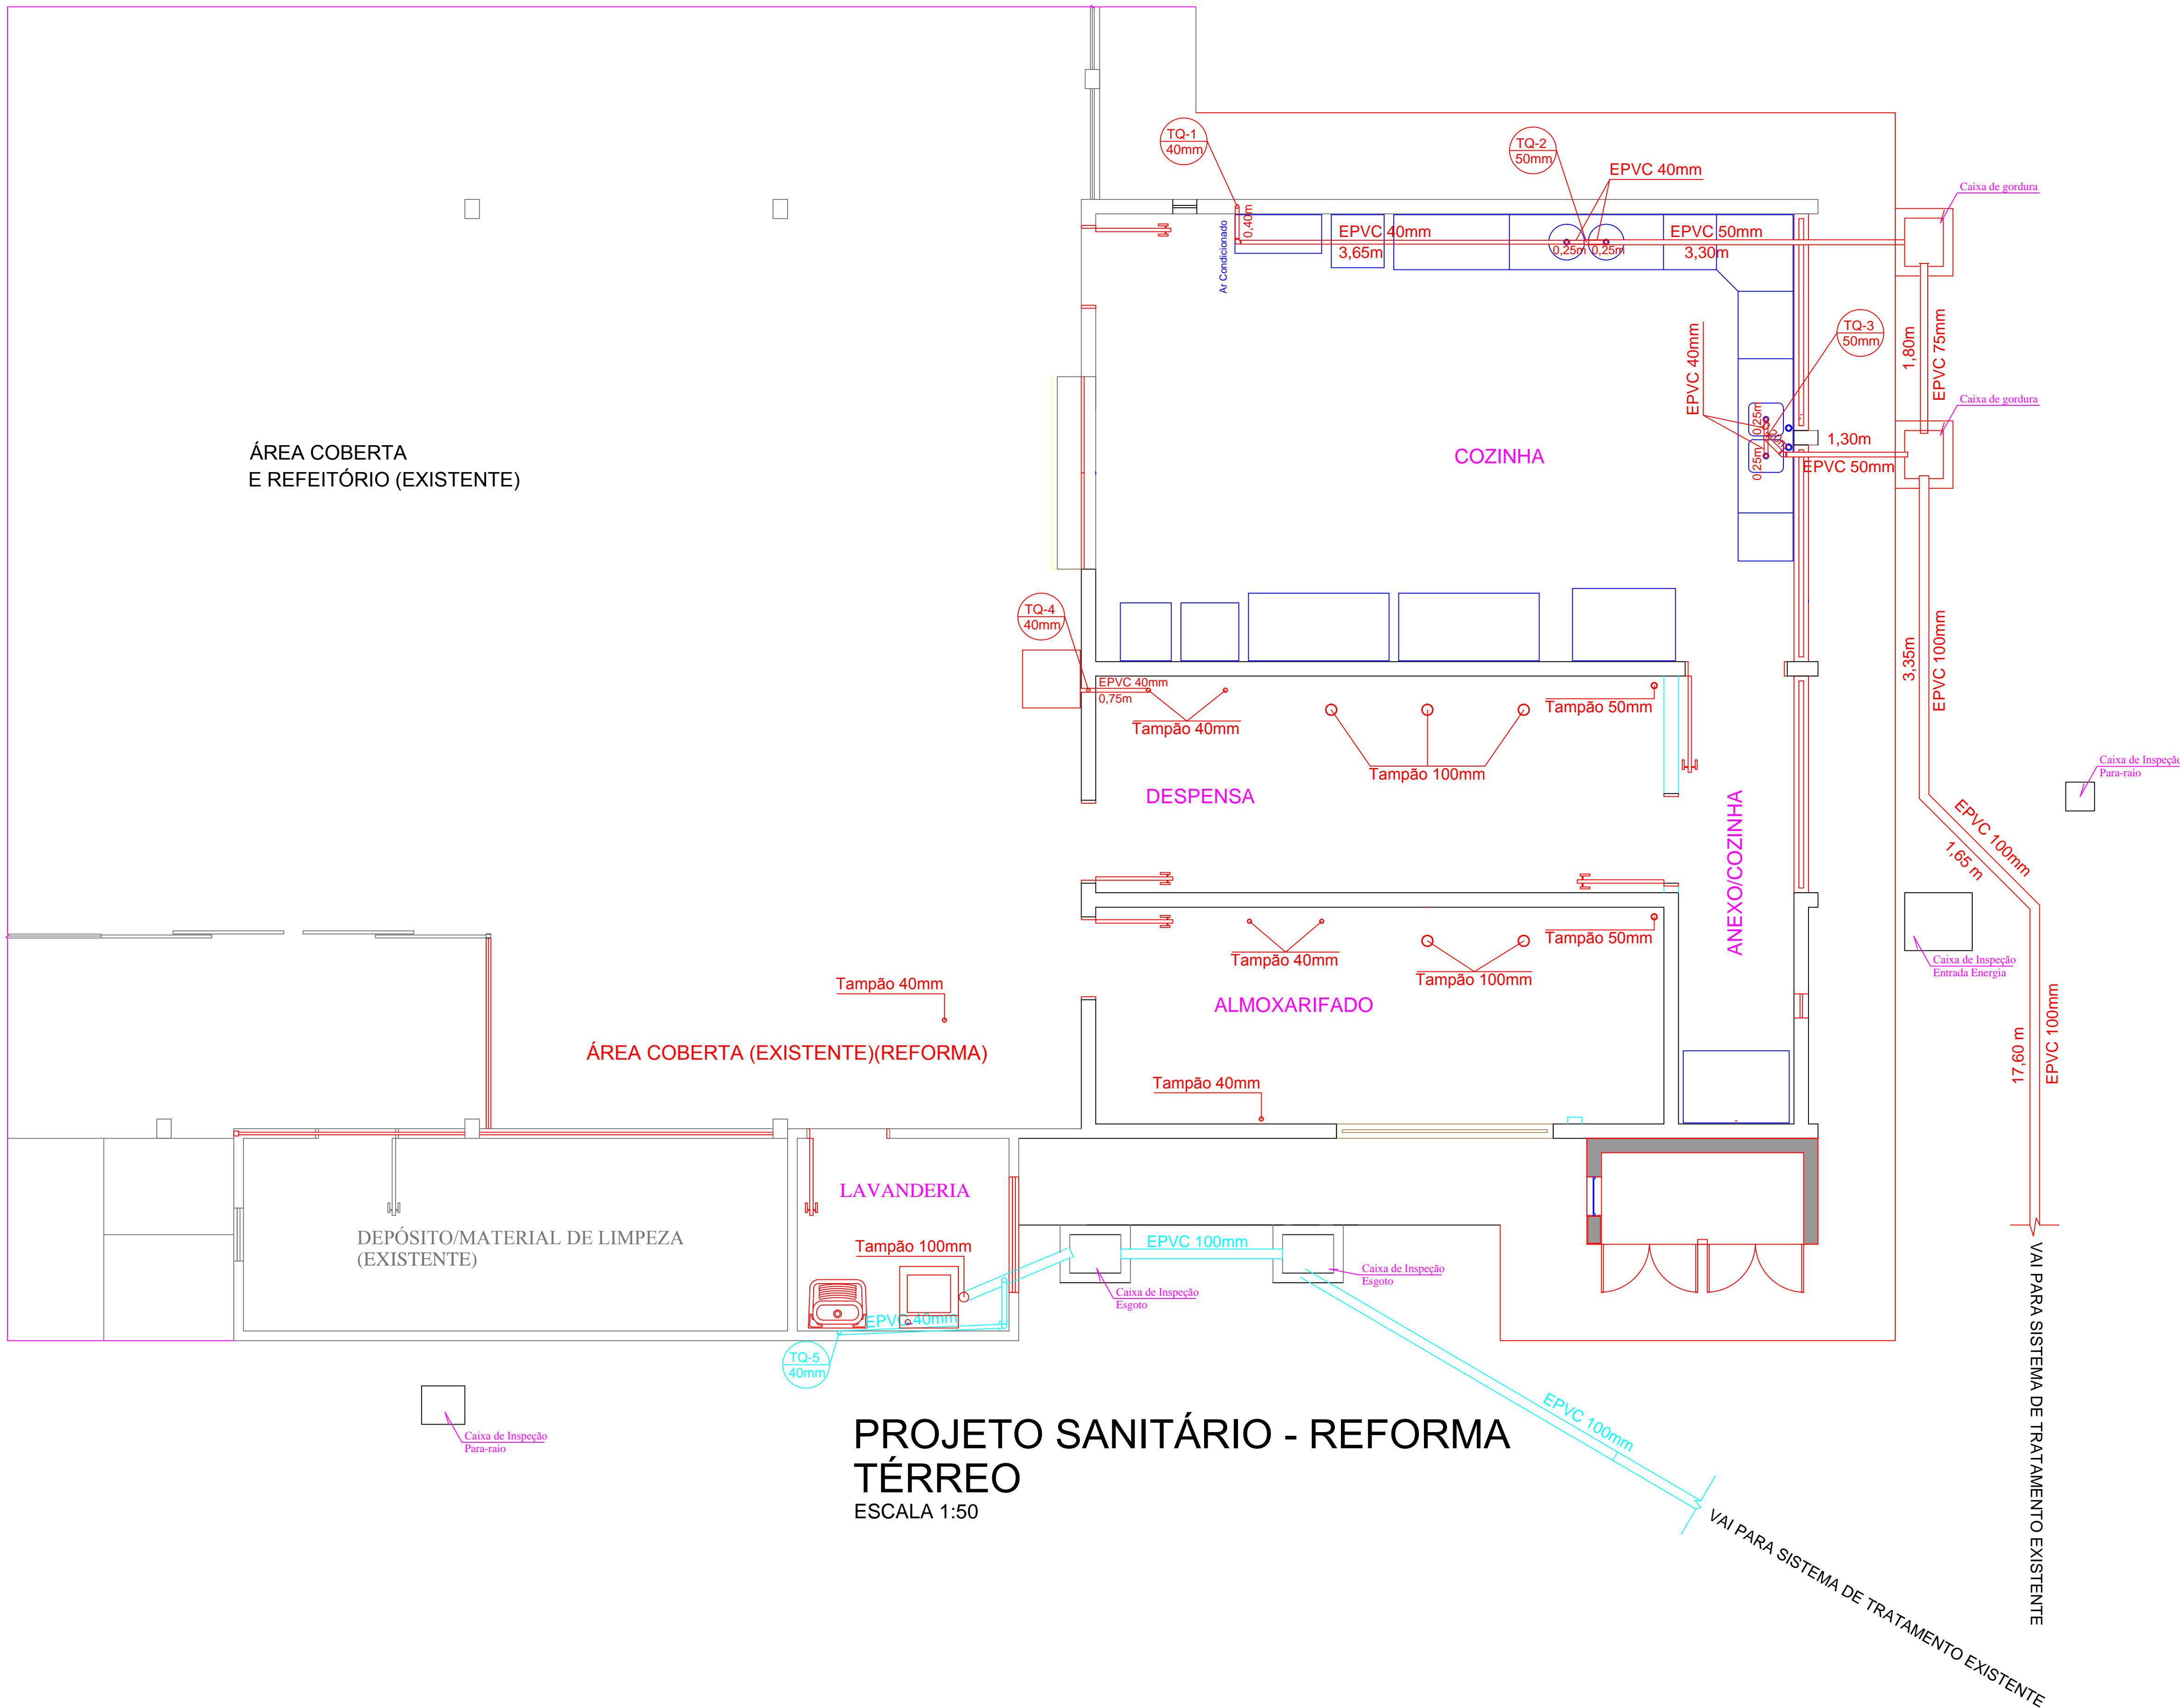 TQ-1
40mm
TQ-2
50mm
EPVC 40mm
Caixa de gordura
0,40m
Ar Condicionado
EPVC 40mm
3,65m
0,25m
0,25m
EPVC 50mm
3,30m
TQ-3
50mm
EPVC 40mm
1,80m
EPVC 75mm
Caixa de gordura
0,25m
0,25m
1,30m
EPVC 50mm
COZINHA
ÁREA COBERTA
E REFEITÓRIO (EXISTENTE)
TQ-4
40mm
EPVC 40mm
0,75m
Tampão 40mm
Tampão 50mm
Tampão 100mm
3,35m
EPVC 100mm
DESPENSA
ANEXO/COZINHA
Caixa de Inspeção
Para-raio
EPVC 100mm
1,65 m
Tampão 40mm
Tampão 50mm
Tampão 100mm
Caixa de Inspeção
Entrada Energia
Tampão 40mm
ALMOXARIFADO
ÁREA COBERTA (EXISTENTE)(REFORMA)
17,60 m
EPVC 100mm
Tampão 40mm
LAVANDERIA
DEPÓSITO/MATERIAL DE LIMPEZA
(EXISTENTE)
Tampão 100mm
EPVC 100mm
Caixa de Inspeção
Esgoto
Caixa de Inspeção
Esgoto
EPVC 40mm
TQ-5
40mm
EPVC 100mm
Caixa de Inspeção
Para-raio
PROJETO SANITÁRIO - REFORMA
TÉRREO
ESCALA 1:50
VAI PARA SISTEMA DE TRATAMENTO EXISTENTE
VAI PARA SISTEMA DE TRATAMENTO EXISTENTE